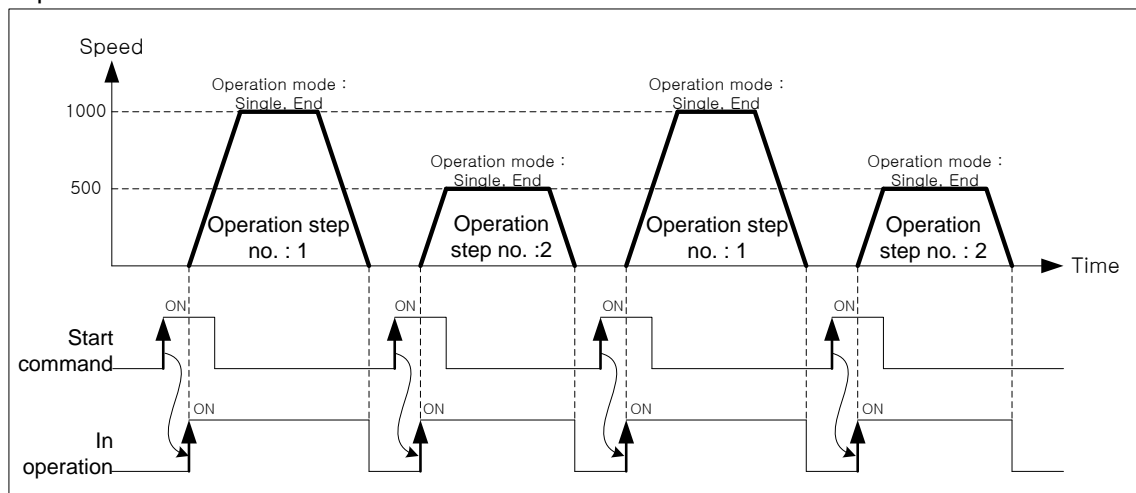 Speed
Operation mode :
Single, End
Operation mode :
Single, End
1000
Operation mode :
Single, End
Operation mode :
Single, End
500
Operation step
no. : 1
Operation
step no. :2
Operation step
no. : 1
Operation
step no. : 2
Time
ON
ON
ON
ON
Start
command
ON
ON
ON
ON
In
operation